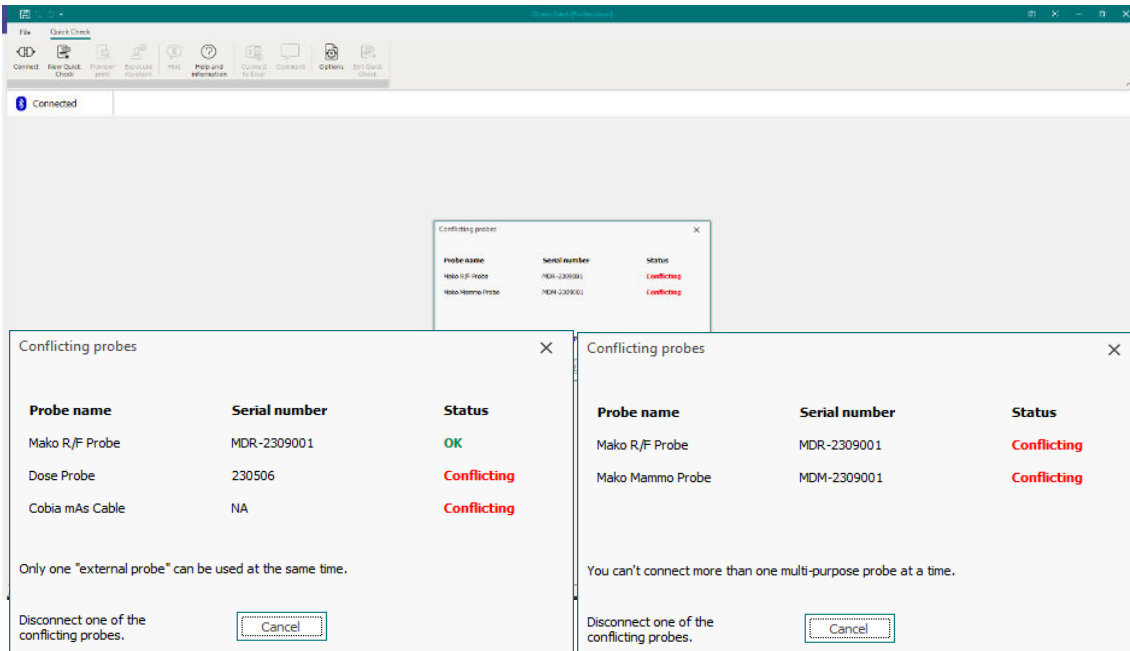 File Quick Check
Connect New Quick Check Preview print Exposure Numbers Hint Help and information Connect to Excel Comment Options Exit Quick Check
Connected
Conflicting probes
Probe name Serial number Status
Mako R/F Probe MDR-2309001 Conflicting
Mako Mammo Probe MDM-2309001 Conflicting
Conflicting probes
Probe name Serial number Status
Mako R/F Probe MDR-2309001 OK
Dose Probe 230506 Conflicting
Cobia mAs Cable NA Conflicting
Only one "external probe" can be used at the same time.
Disconnect one of the
conflicting probes.
Cancel
Conflicting probes
Probe name Serial number Status
Mako R/F Probe MDR-2309001 Conflicting
Mako Mammo Probe MDM-2309001 Conflicting
You can't connect more than one multi-purpose probe at a time.
Disconnect one of the
conflicting probes.
Cancel